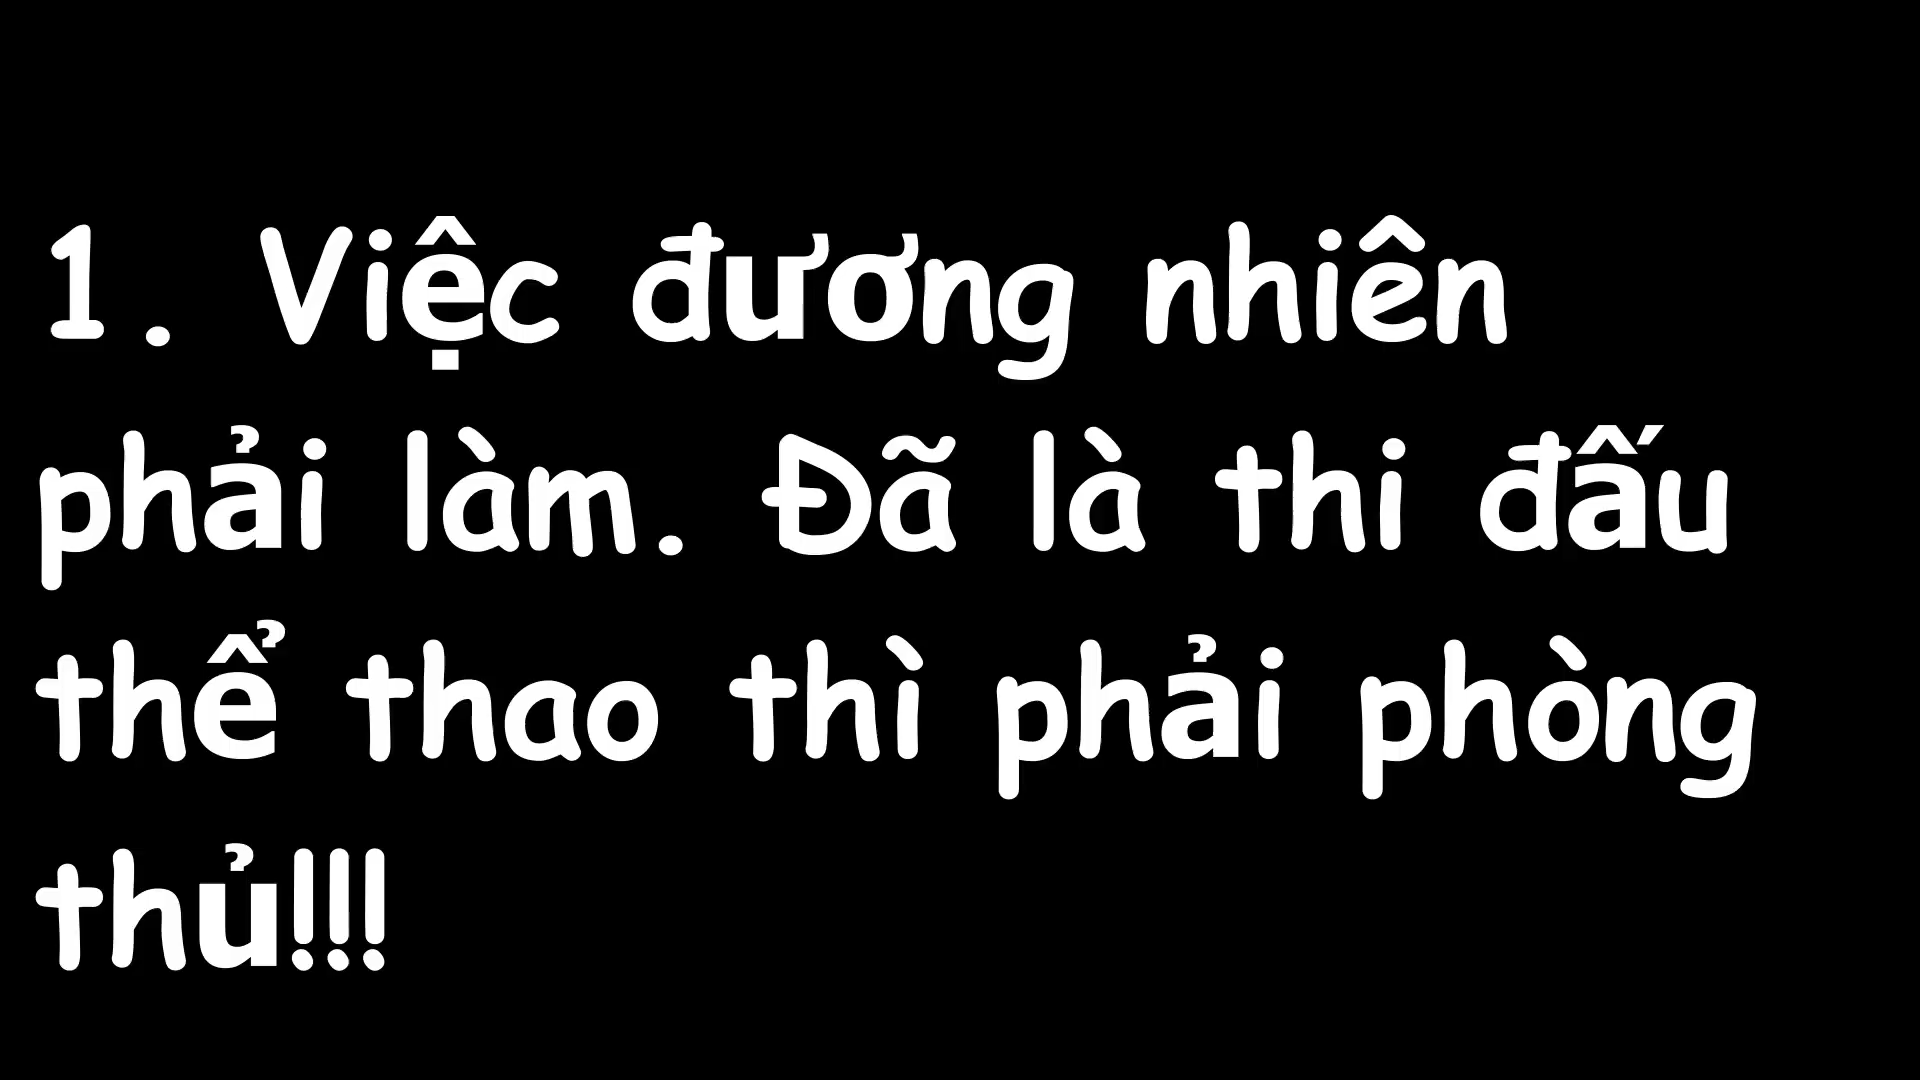 1. Việc đương nhiên
phải làm. Đã là thi đấu
thể thao thì phải phòng
thủ!!!